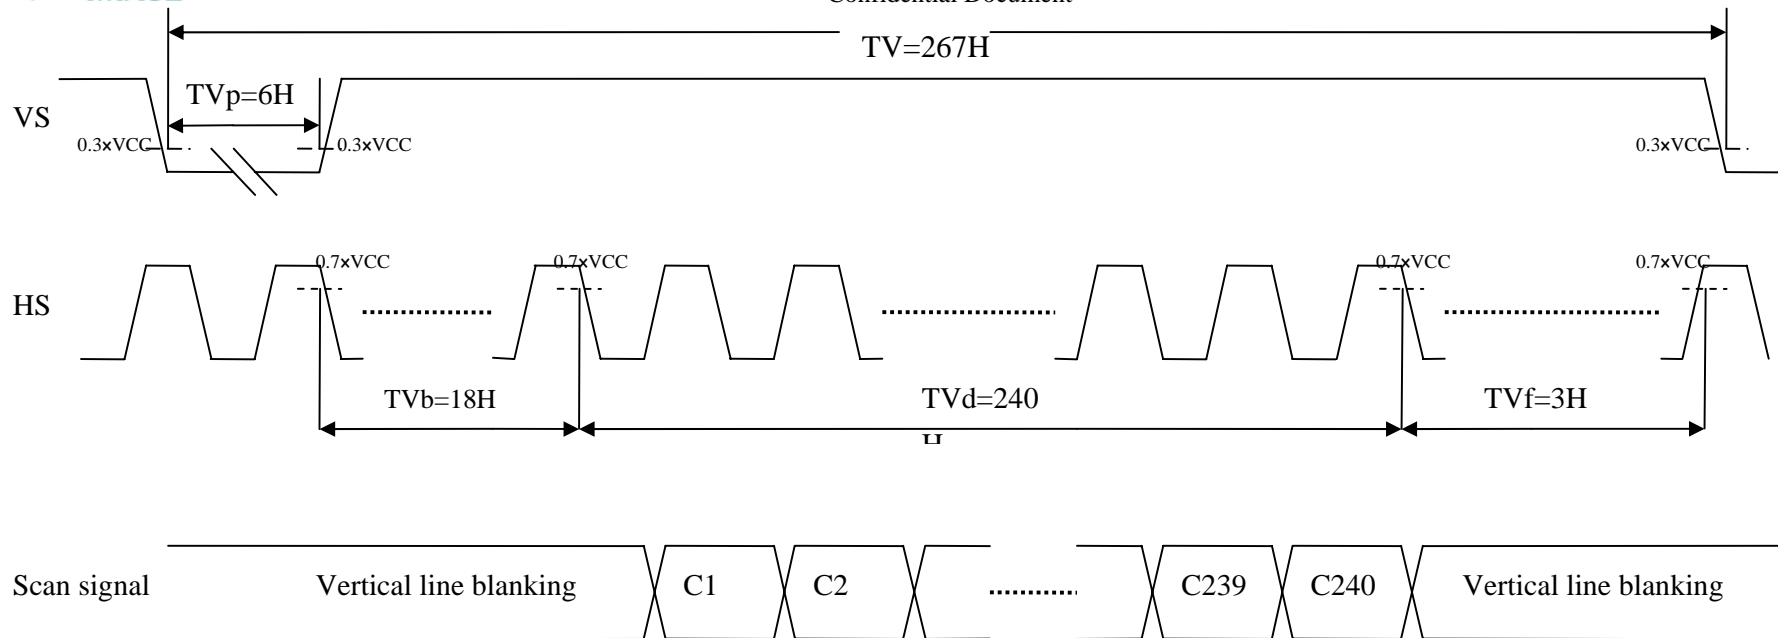 Confidential Document
TV=267H
TVp=6H
VS
0.3×VCC
0.3×VCC
0.3×VCC
0.7×VCC
0.7×VCC
0.7×VCC
0.7×VCC
HS
TVb=18H
TVd=240
H
TVf=3H
Scan signal
Vertical line blanking
C1
C2
C239
C240
Vertical line blanking